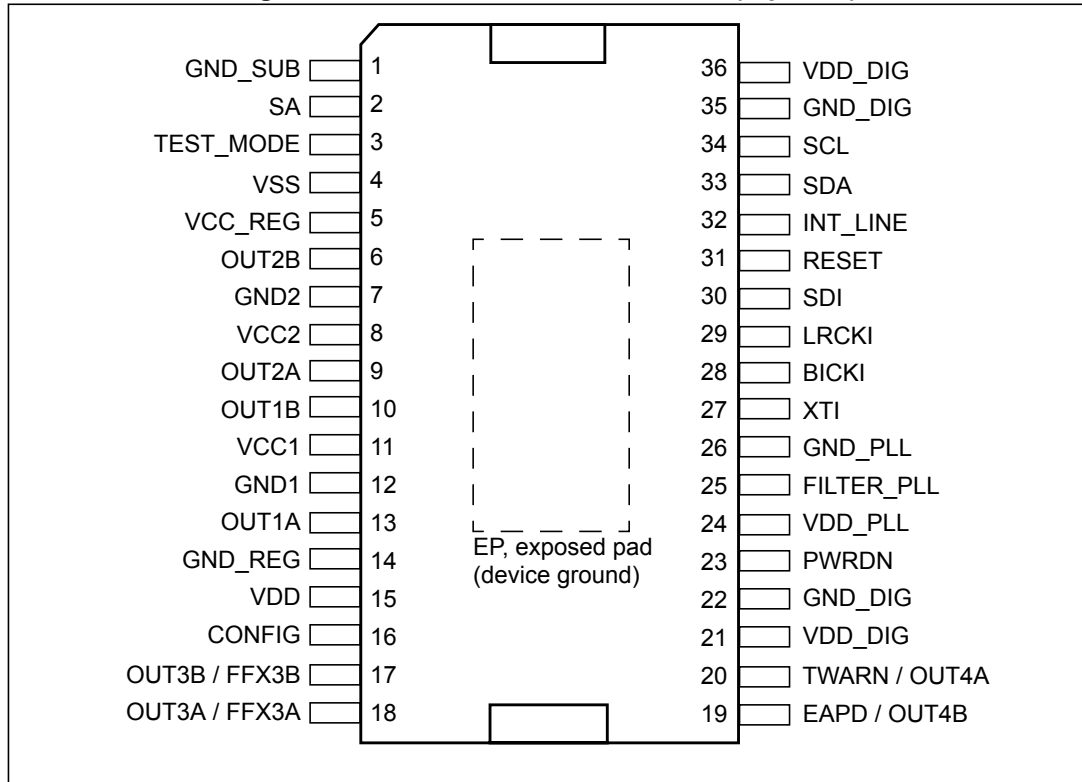 GND_SUB 1
SA 2
TEST_MODE 3
VSS 4
VCC_REG 5
OUT2B 6
GND2 7
VCC2 8
OUT2A 9
OUT1B 10
VCC1 11
GND1 12
OUT1A 13
GND_REG 14
VDD 15
CONFIG 16
OUT3B / FFX3B 17
OUT3A / FFX3A 18
EP, exposed pad
(device ground)
36 VDD_DIG
35 GND_DIG
34 SCL
33 SDA
32 INT_LINE
31 RESET
30 SDI
29 LRCKI
28 BICKI
27 XTI
26 GND_PLL
25 FILTER_PLL
24 VDD_PLL
23 PWRDN
22 GND_DIG
21 VDD_DIG
20 TWARN / OUT4A
19 EAPD / OUT4B